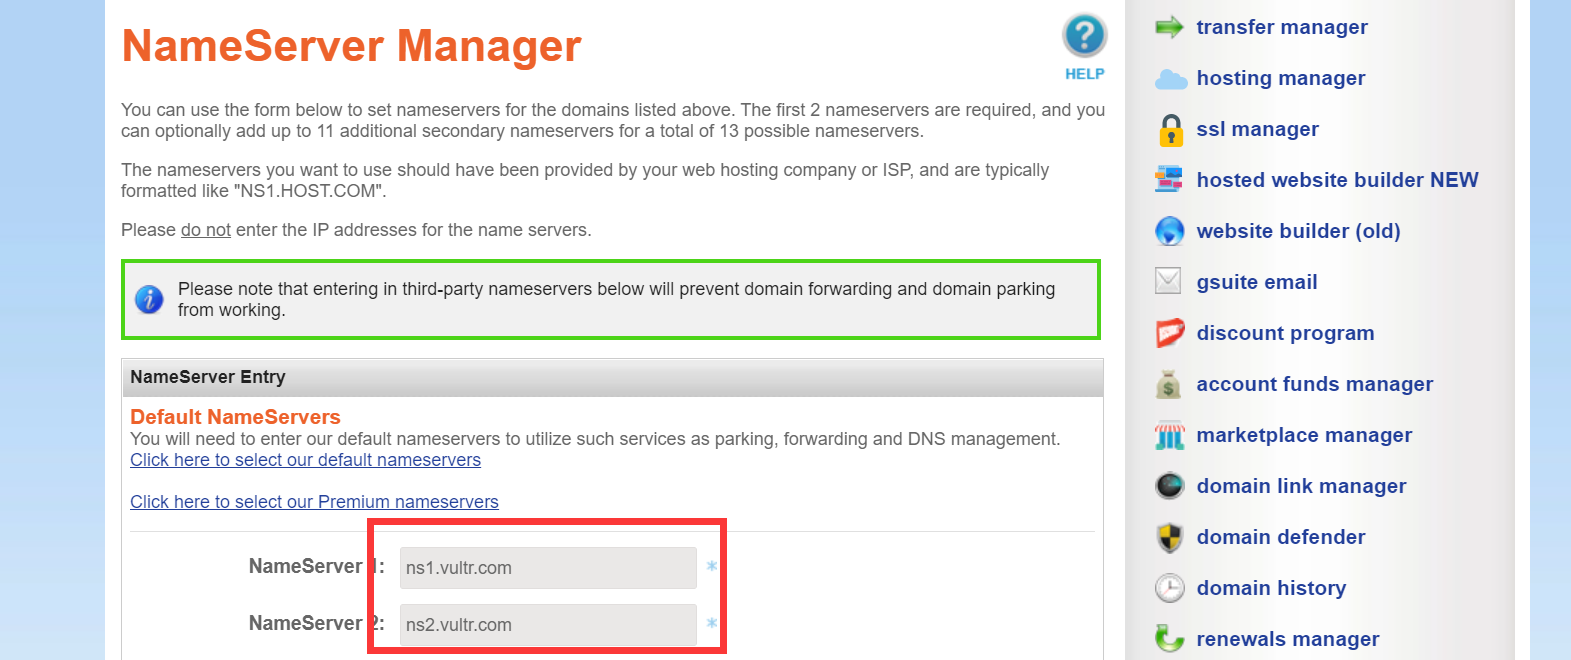 NameServer Manager
HELP
You can use the form below to set nameservers for the domains listed above. The first 2 nameservers are required, and you
can optionally add up to 11 additional secondary nameservers for a total of 13 possible nameservers.
The nameservers you want to use should have been provided by your web hosting company or ISP, and are typically
formatted like "NS1.HOST.COM".
Please do not enter the IP addresses for the name servers.
Please note that entering in third-party nameservers below will prevent domain forwarding and domain parking
from working.
NameServer Entry
Default NameServers
You will need to enter our default nameservers to utilize such services as parking, forwarding and DNS management.
Click here to select our default nameservers
Click here to select our Premium nameservers
NameServer 1: ns1.vultr.com *
NameServer 2: ns2.vultr.com *
transfer manager
hosting manager
ssl manager
hosted website builder NEW
website builder (old)
gsuite email
discount program
account funds manager
marketplace manager
domain link manager
domain defender
domain history
renewals manager